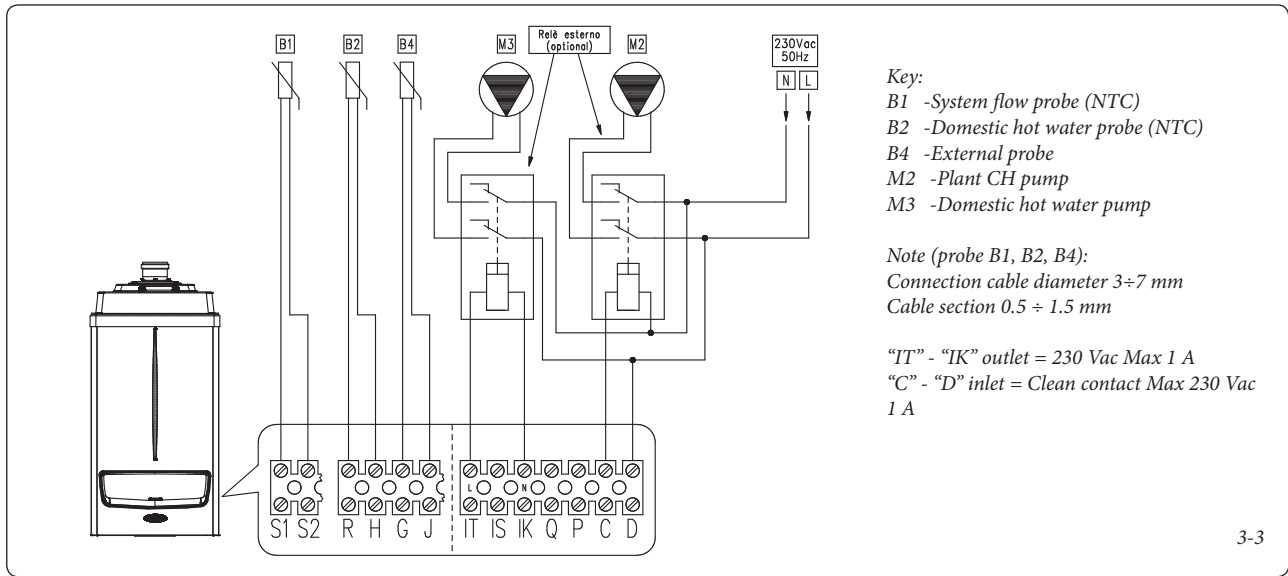 B1
B2
B4
M3
Relè esterno
(optional)
M2
230Vac
50Hz
N L
Key:
B1 -System flow probe (NTC)
B2 -Domestic hot water probe (NTC)
B4 -External probe
M2 -Plant CH pump
M3 -Domestic hot water pump
Note (probe B1, B2, B4):
Connection cable diameter 3÷7 mm
Cable section 0.5 ÷ 1.5 mm
“IT” - “IK” outlet = 230 Vac Max 1 A
“C” - “D” inlet = Clean contact Max 230 Vac
1 A
L N
S1 S2 R H G J IT IS IK Q P C D
3-3